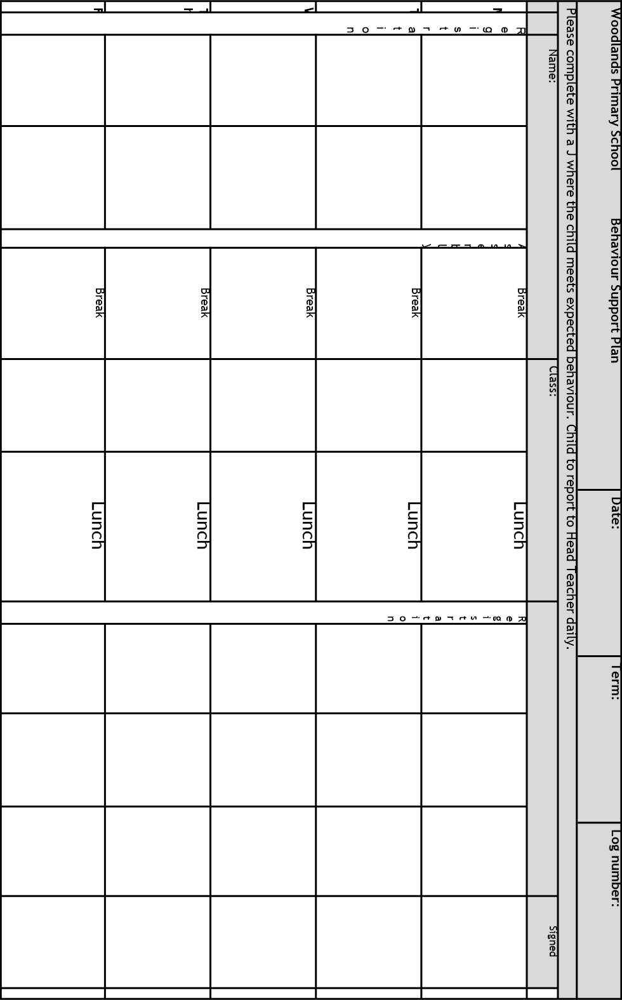 Woodlands Primary School Behaviour Support Plan Date: Term: Log number:
Please complete with a J where the child meets expected behaviour. Child to report to Head Teacher daily.
Name: Class: Signed
Registration
Assembly
Registration
Break Lunch
T Break Lunch
Break Lunch
Break Lunch
F Break Lunch